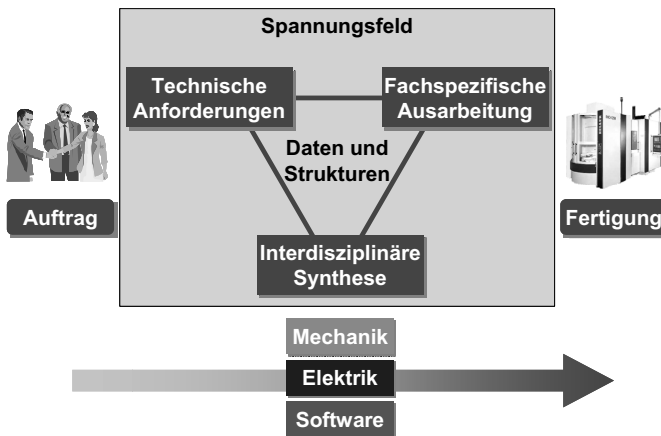 Spannungsfeld
Technische
Anforderungen
Fachspezifische
Ausarbeitung
Daten und
Strukturen
Auftrag
Fertigung
Interdisziplinäre
Synthese
Mechanik
Elektrik
Software